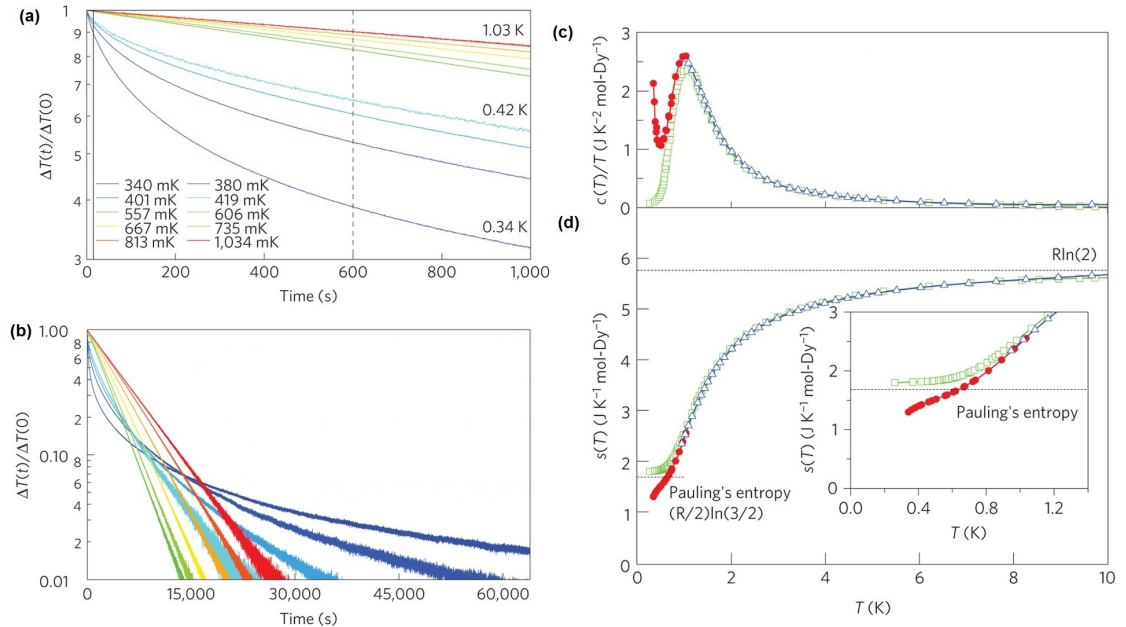 (a)
1
9
8
7
6
5
4
3
ΔT(t)/ΔT(0)
1.03 K
0.42 K
0.34 K
340 mK 380 mK
401 mK 419 mK
557 mK 606 mK
667 mK 735 mK
813 mK 1,034 mK
0 200 400 600 800 1,000
Time (s)
(b)
1.00
8
6
4
2
0.10
8
6
4
2
0.01
ΔT(t)/ΔT(0)
0 15,000 30,000 45,000 60,000
Time (s)
(c)
3
2
1
0
c(T)/T (J K⁻² mol-Dy⁻¹)
(d)
6
5
4
3
2
1
0
s(T) (J K⁻¹ mol-Dy⁻¹)
Rln(2)
Pauling's entropy
(R/2)ln(3/2)
3
2
1
0
s(T) (J K⁻¹ mol-Dy⁻¹)
Pauling's entropy
0.0 0.4 0.8 1.2
T (K)
0 2 4 6 8 10
T (K)